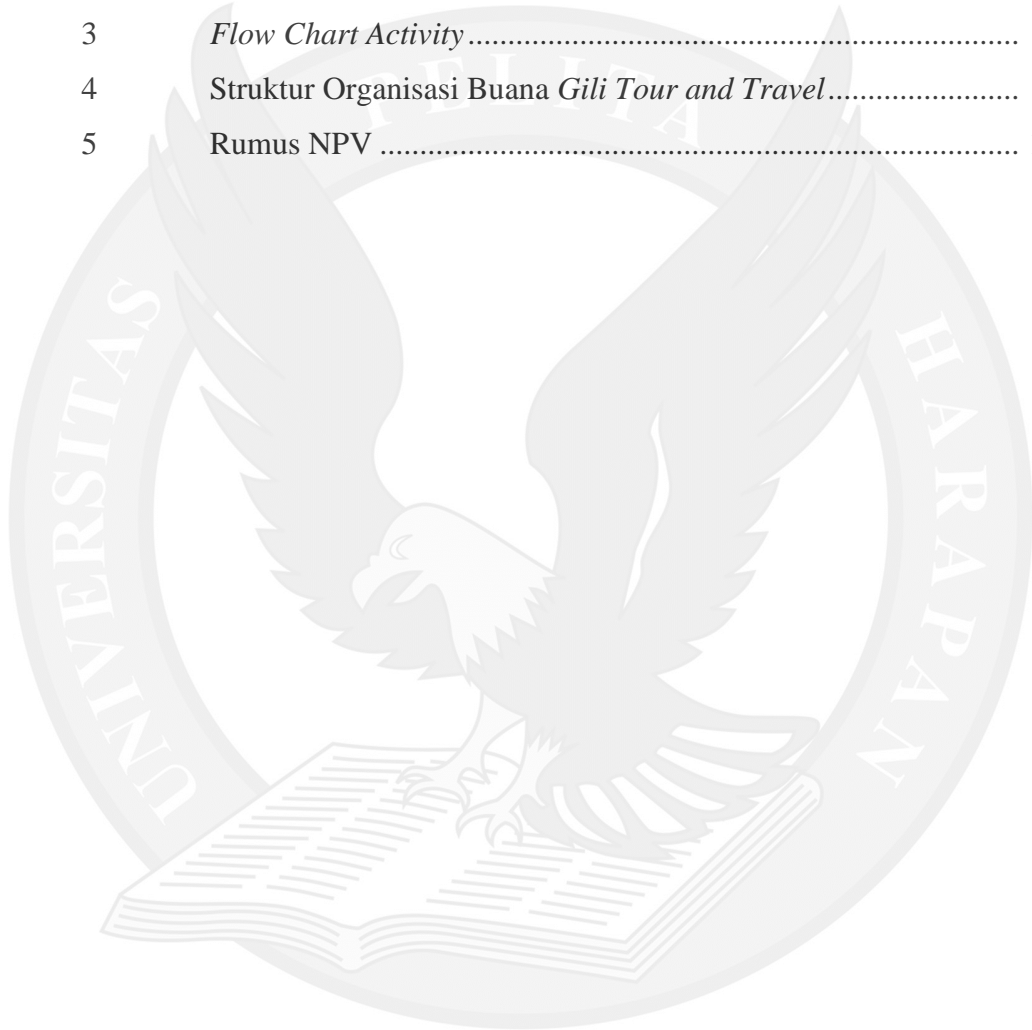 3 Flow Chart Activity................................................................................
4 Struktur Organisasi Buana Gili Tour and Travel............................
5 Rumus NPV.............................................................................................
UNIVERSITAS PELITA HARAPAN